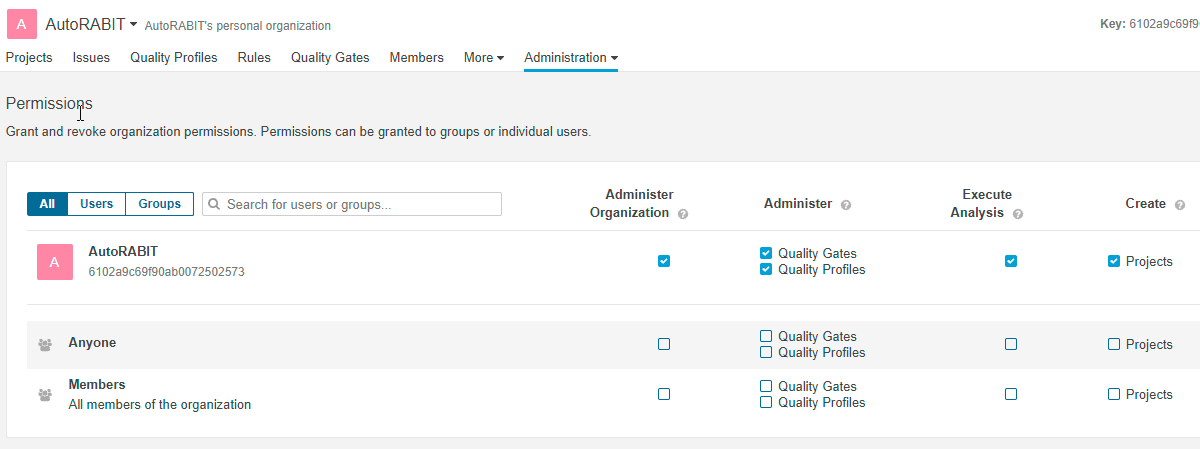 A AutoRABIT AutoRABIT's personal organization Key: 6102a9c69f9
Projects Issues Quality Profiles Rules Quality Gates Members More Administration
Permissions
Grant and revoke organization permissions. Permissions can be granted to groups or individual users.
All Users Groups Search for users or groups... Administer Organization ? Administer ? Execute Analysis ? Create ?
A AutoRABIT
6102a9c69f90ab0072502573
Quality Gates
Quality Profiles
Projects
Anyone
Quality Gates
Quality Profiles
Projects
Members
All members of the organization
Quality Gates
Quality Profiles
Projects